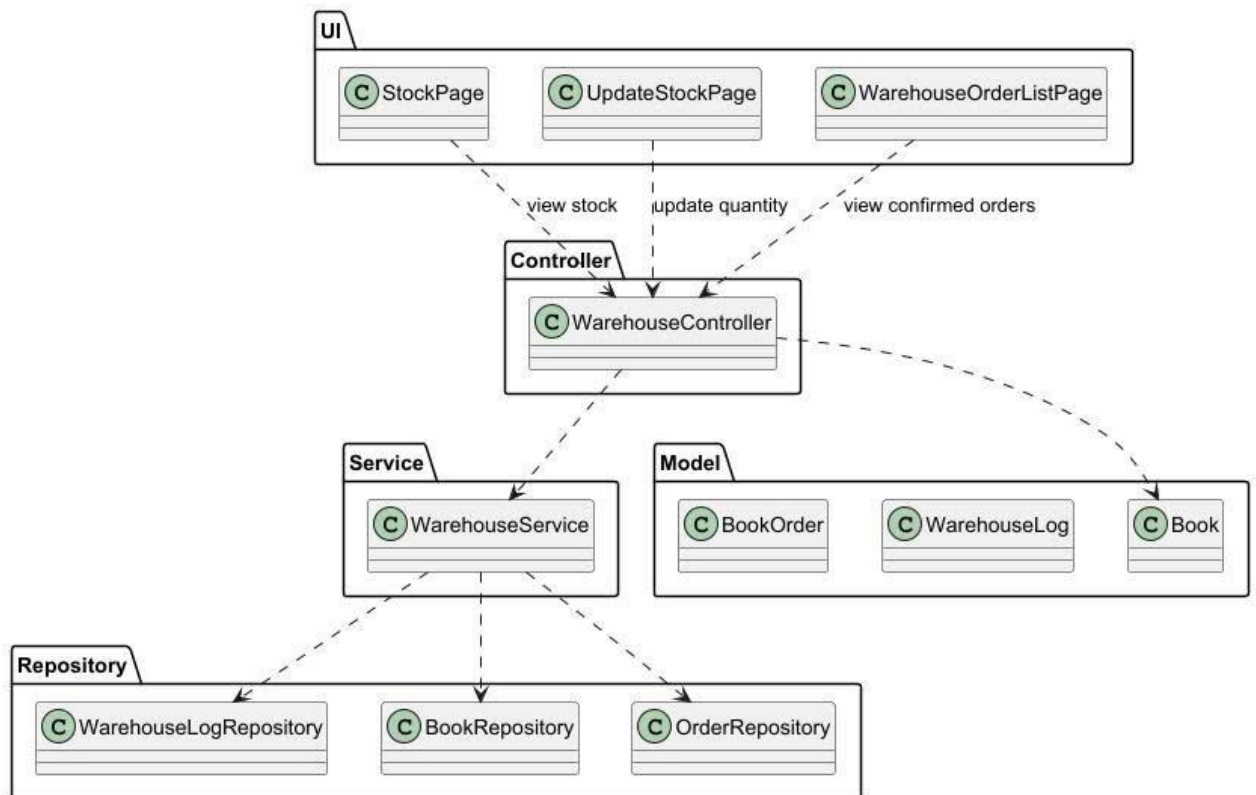 UI
C StockPage
C UpdateStockPage
C WarehouseOrderListPage
view stock
update quantity
view confirmed orders
Controller
C WarehouseController
Service
Model
C WarehouseService
C BookOrder
C WarehouseLog
C Book
Repository
C WarehouseLogRepository
C BookRepository
C OrderRepository